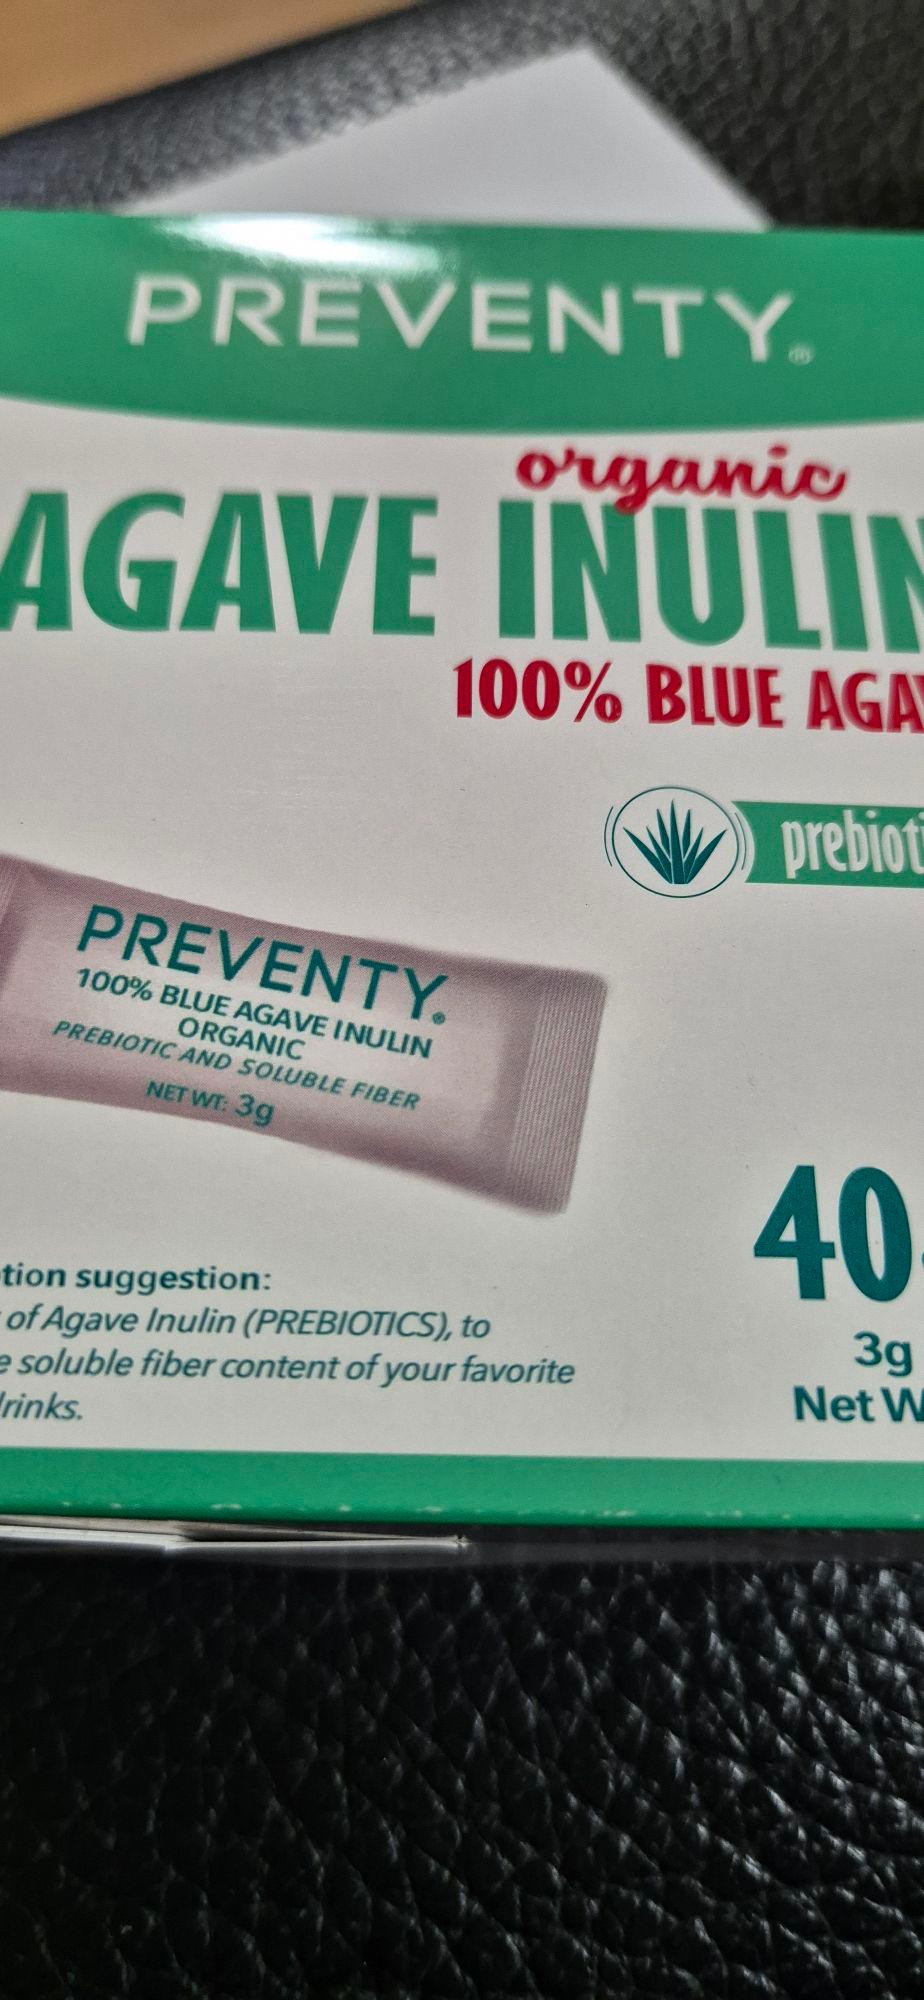 PREVENTY®
organic
AGAVE INULIN
100% BLUE AGAV
prebioti
PREVENTY®
100% BLUE AGAVE INULIN
ORGANIC
PREBIOTIC AND SOLUBLE FIBER
NET WT: 3g
40
tion suggestion:
of Agave Inulin (PREBIOTICS), to
e soluble fiber content of your favorite
drinks.
3g
Net W